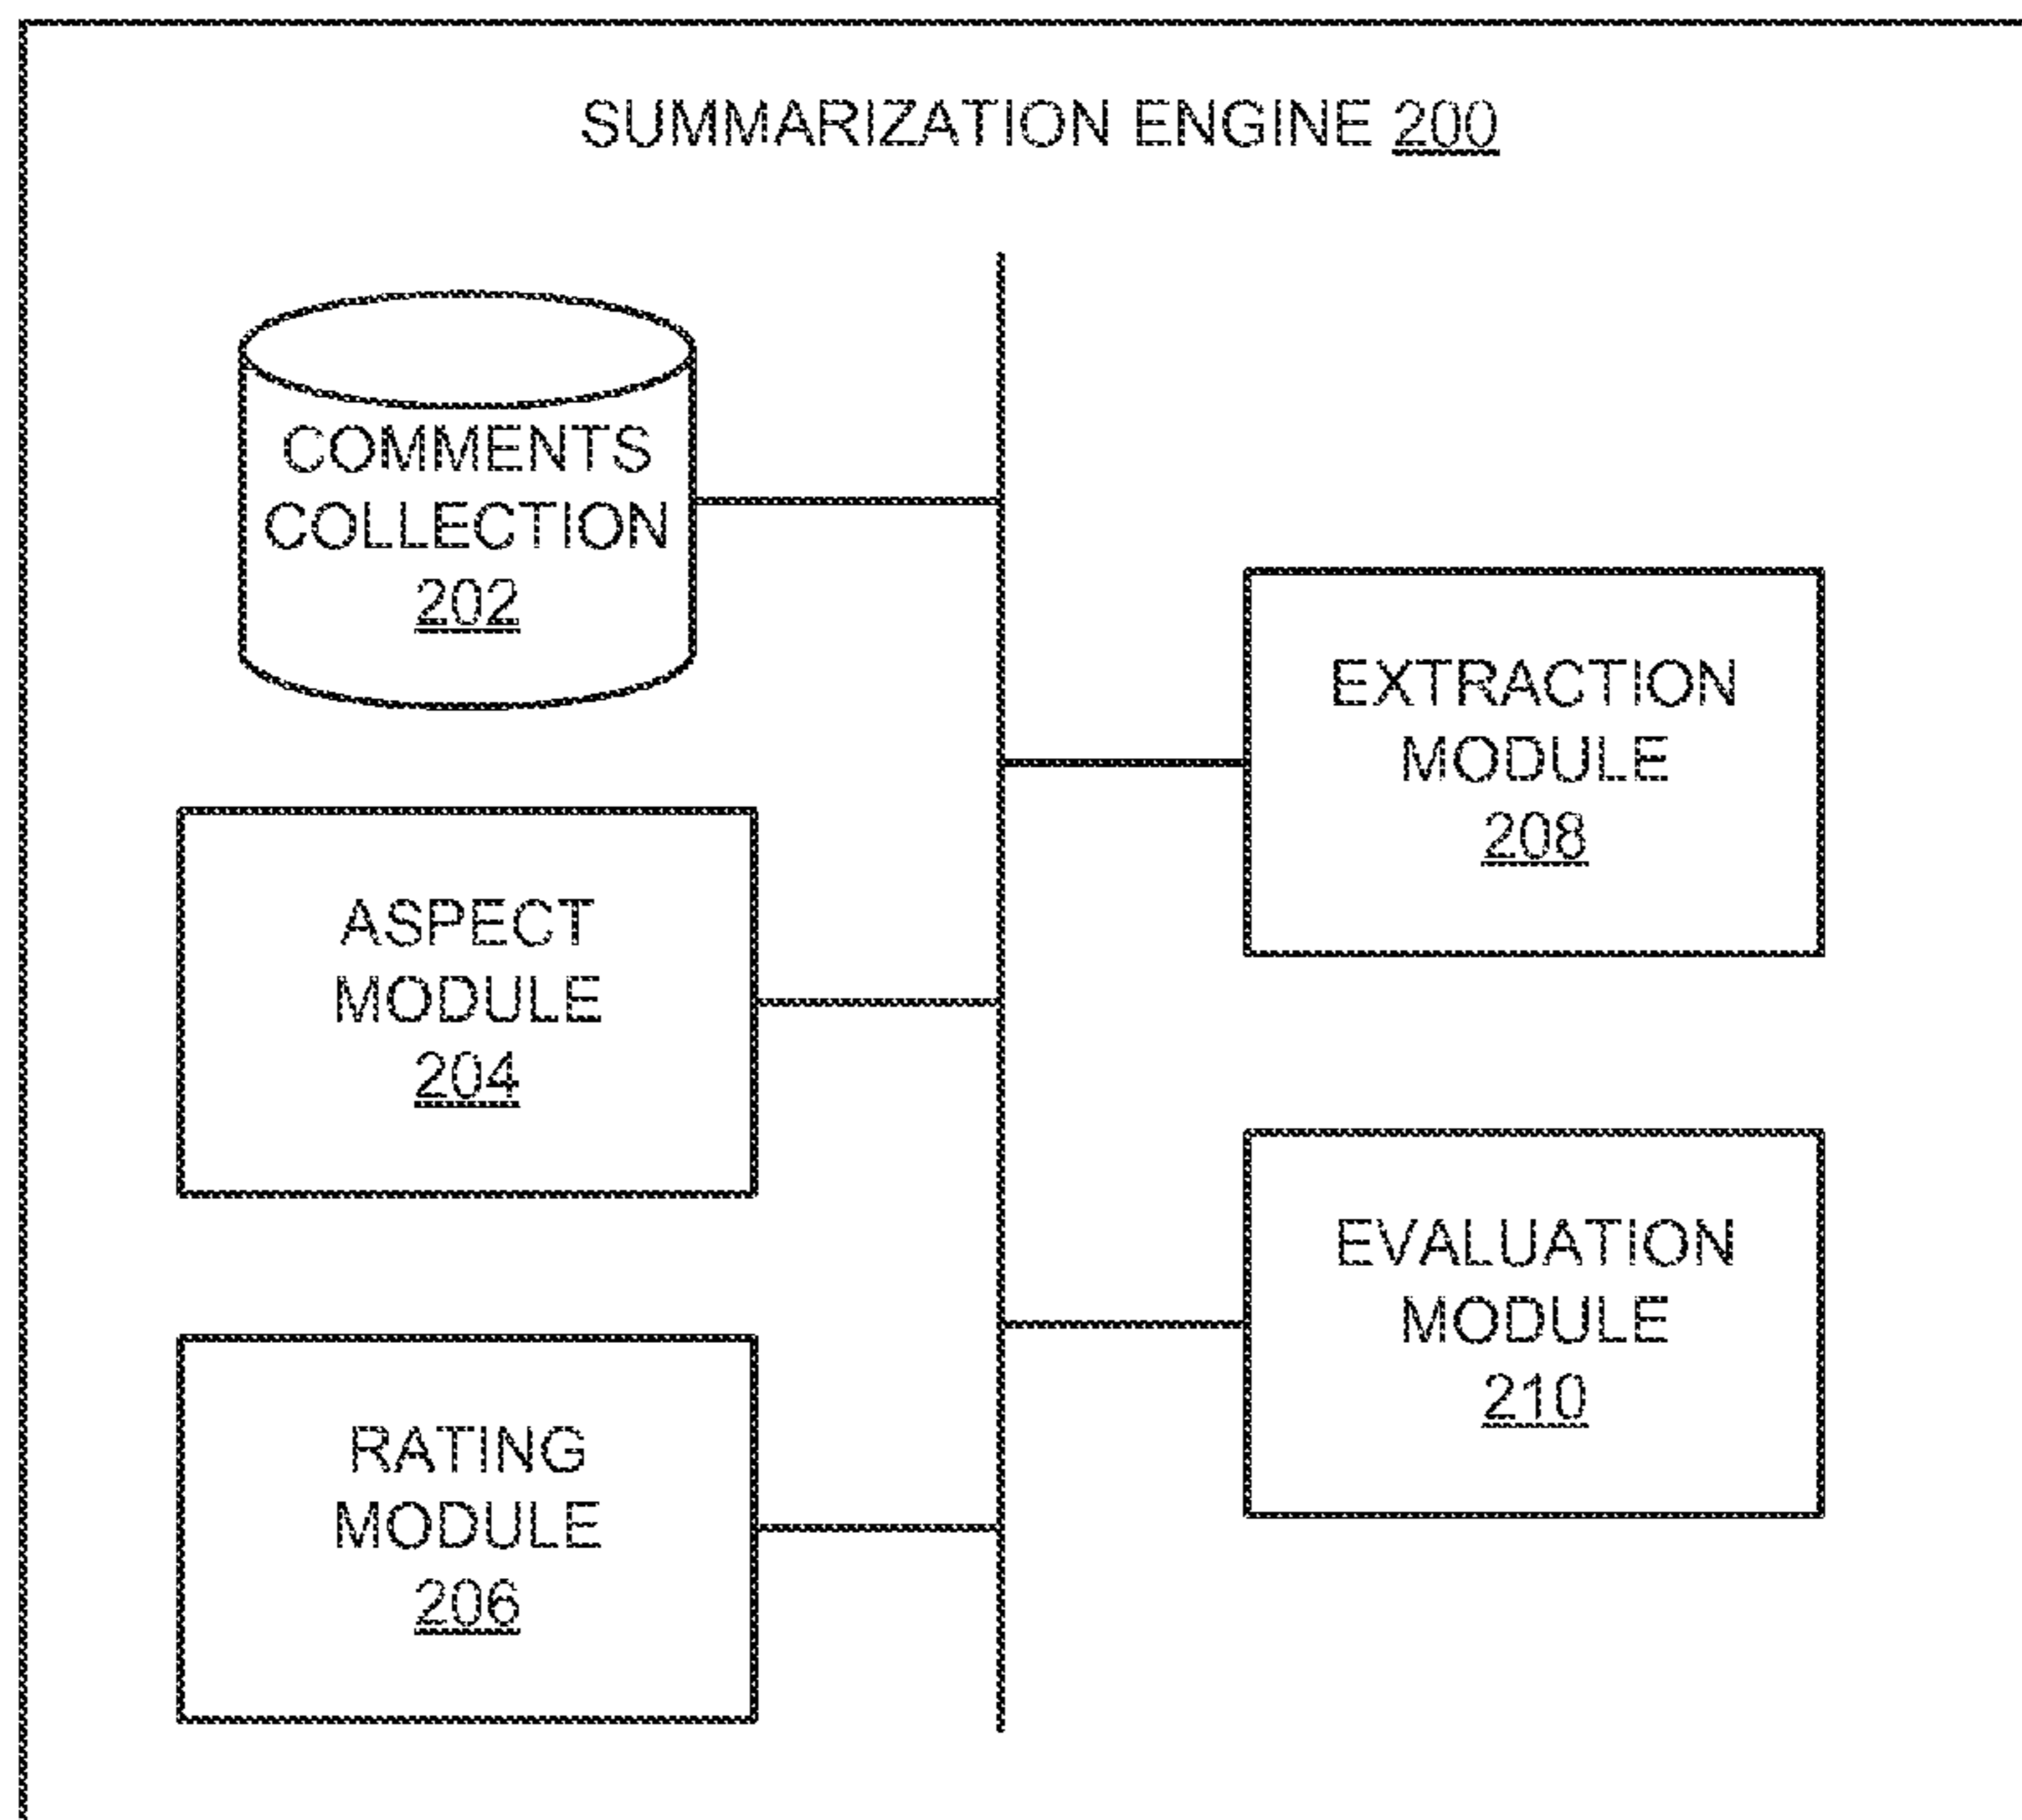 SUMMARIZATION ENGINE 200
COMMENTS
COLLECTION
202
ASPECT
MODULE
204
RATING
MODULE
206
EXTRACTION
MODULE
208
EVALUATION
MODULE
210